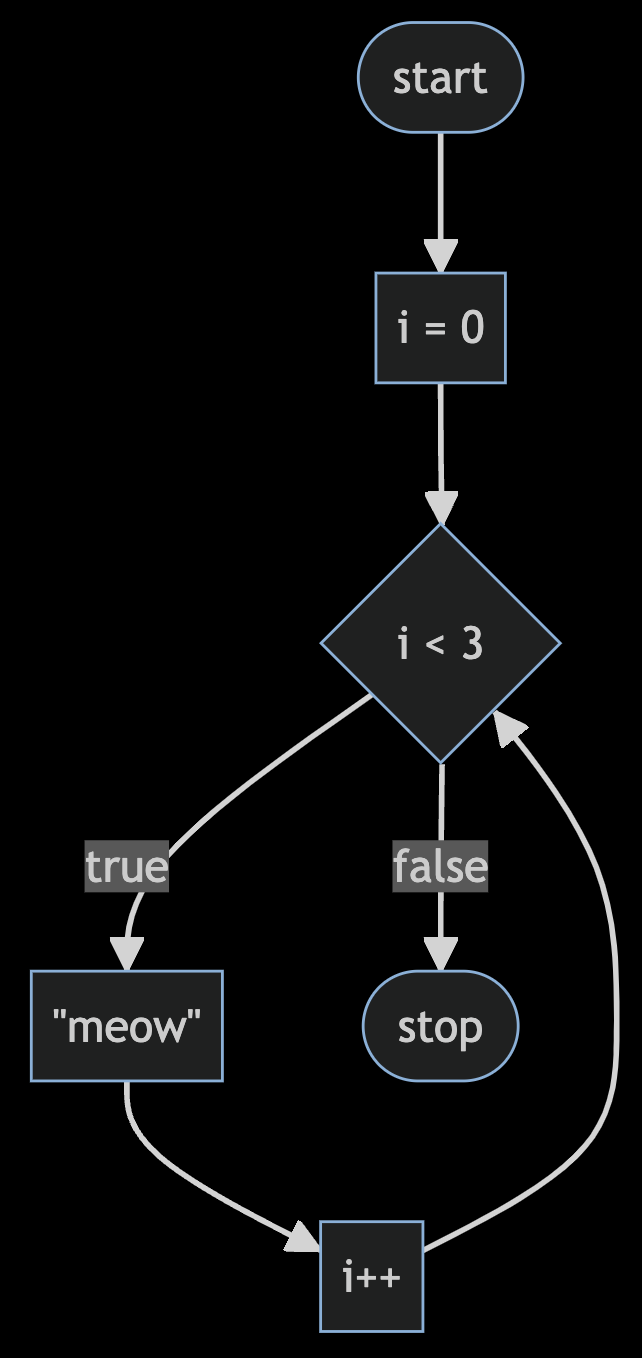 start
i = 0
i < 3
true
false
"meow"
stop
i++